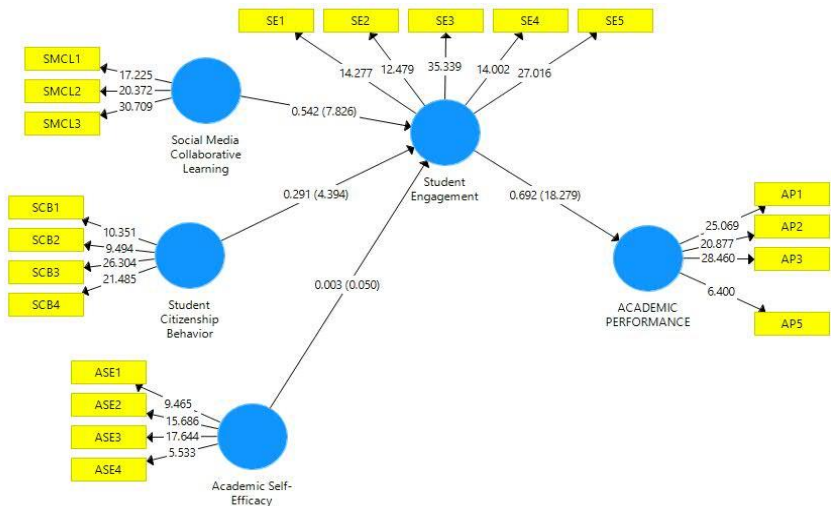 SE1
SE2
SE3
SE4
SE5
14.277
12.479
35.339
14.002
27.016
SMCL1
SMCL2
SMCL3
17.225
20.372
30.709
Social Media
Collaborative
Learning
0.542 (7.826)
Student
Engagement
0.291 (4.394)
0.692 (18.279)
SCB1
SCB2
SCB3
SCB4
10.351
9.494
26.304
21.485
Student
Citizenship
Behavior
0.003 (0.050)
AP1
AP2
AP3
AP5
25.069
20.877
28.460
6.400
ACADEMIC
PERFORMANCE
ASE1
ASE2
ASE3
ASE4
9.465
15.686
17.644
5.533
Academic Self-
Efficacy